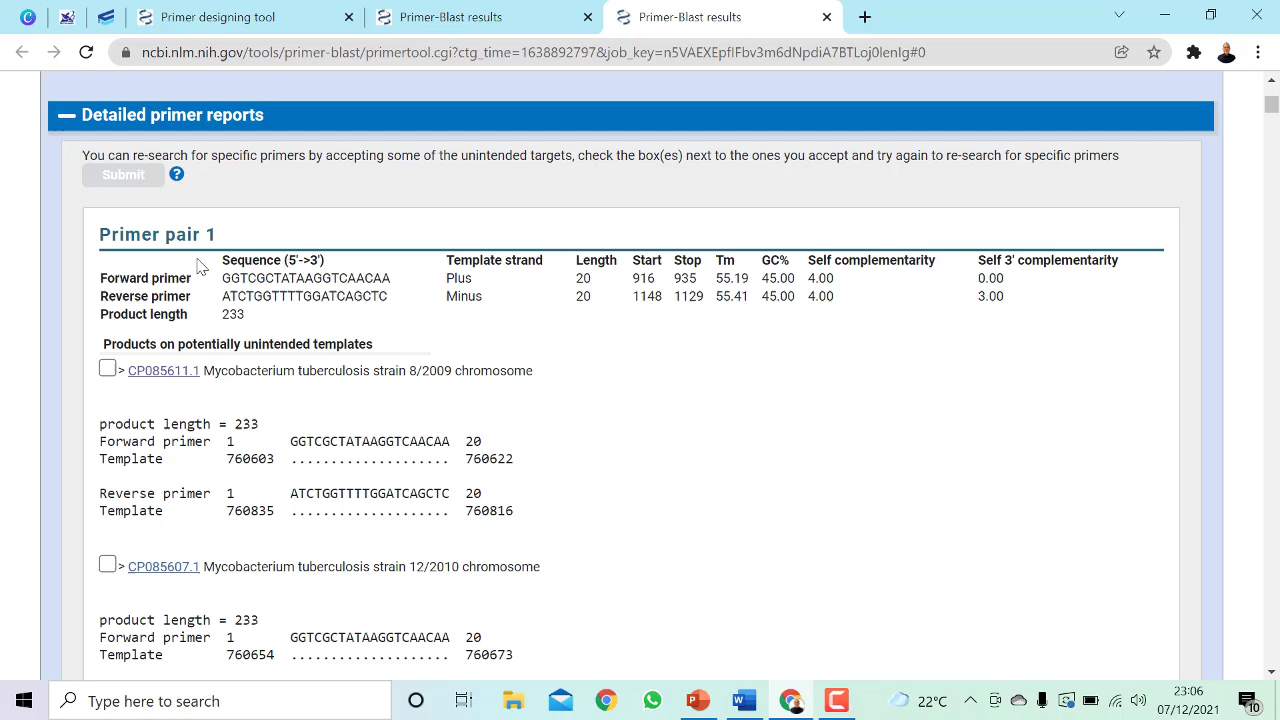 Primer designing tool
Primer-Blast results
Primer-Blast results
ncbi.nlm.nih.gov/tools/primer-blast/primertool.cgi?ctg_time=1638892797&job_key=n5VAEXEpfIFbv3m6dNpdiA7BTLoj0lenIg#0
Detailed primer reports
You can re-search for specific primers by accepting some of the unintended targets, check the box(es) next to the ones you accept and try again to re-search for specific primers
Submit ?
Primer pair 1
Sequence (5'->3') Template strand Length Start Stop Tm GC% Self complementarity Self 3' complementarity
Forward primer GGTCGCTATAAGGTCAACAA Plus 20 916 935 55.19 45.00 4.00 0.00
Reverse primer ATCTGGTTTTGGATCAGCTC Minus 20 1148 1129 55.41 45.00 4.00 3.00
Product length 233
Products on potentially unintended templates
> CP085611.1 Mycobacterium tuberculosis strain 8/2009 chromosome
product length = 233
Forward primer 1 GGTCGCTATAAGGTCAACAA 20
Template 760603 .................... 760622
Reverse primer 1 ATCTGGTTTTGGATCAGCTC 20
Template 760835 .................... 760816
> CP085607.1 Mycobacterium tuberculosis strain 12/2010 chromosome
product length = 233
Forward primer 1 GGTCGCTATAAGGTCAACAA 20
Template 760654 .................... 760673
Type here to search
22°C
23:06
07/12/2021
10